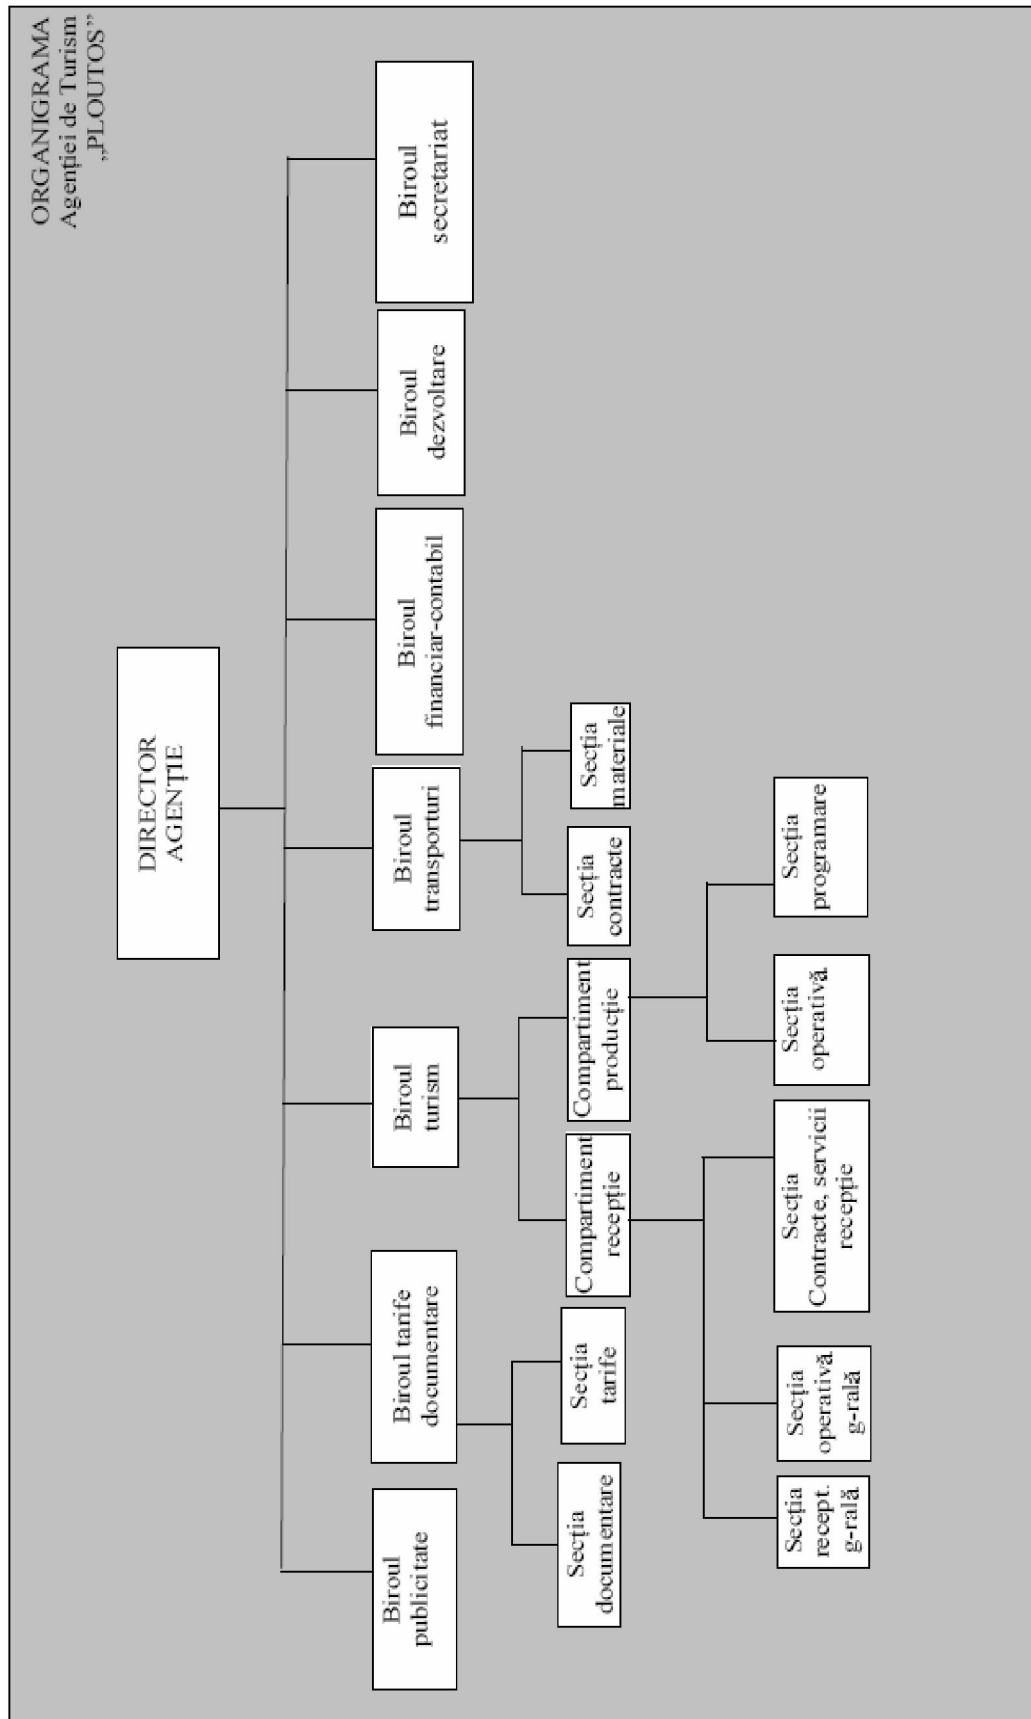 ORGANIGRAMA
Agenției de Turism
„PLOUTOS”
DIRECTOR
AGENȚIE
Biroul
publicitate
Biroul tarife
documentare
Biroul
turism
Biroul
transporturi
Biroul
financiar-contabil
Biroul
dezvoltare
Biroul
secretariat
Secția
documentare
Secția
tarife
Compartiment
recepție
Compartiment
producție
Secția
contracte
Secția
materiale
Secția
recept.
g-rală
Secția
operativă
g-rală
Secția
Contracte, servicii
recepție
Secția
operativă
Secția
programare